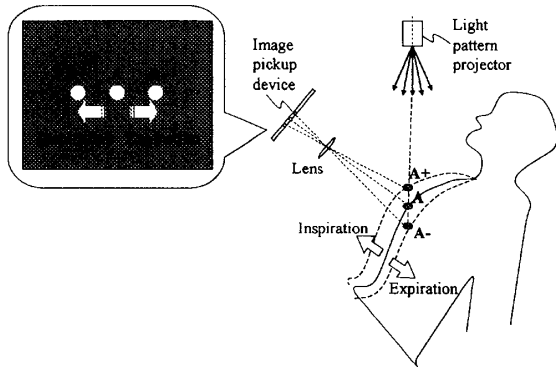 Image
pickup
device
Light
pattern
projector
Lens
A+
A
A-
Inspiration
Expiration